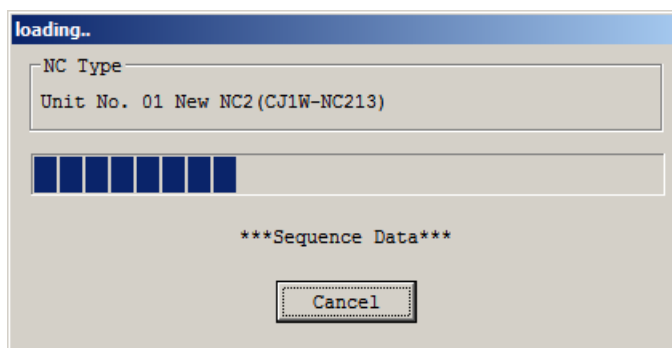 loading..
NC Type
Unit No. 01 New NC2(CJ1W-NC213)
***Sequence Data***
Cancel